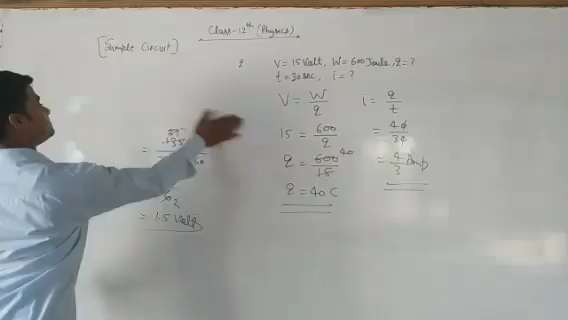 Class-12th (Physics)
[Simple Circuit]
V = 15 Volt, W = 600 Joule, q = ?
t = 30 sec, i = ?
V = W/q
i = q/t
15 = 600/q
= 40/30
q = 600/15 40
= 4/3 Amp
q = 40 C
= 1.5 Volt